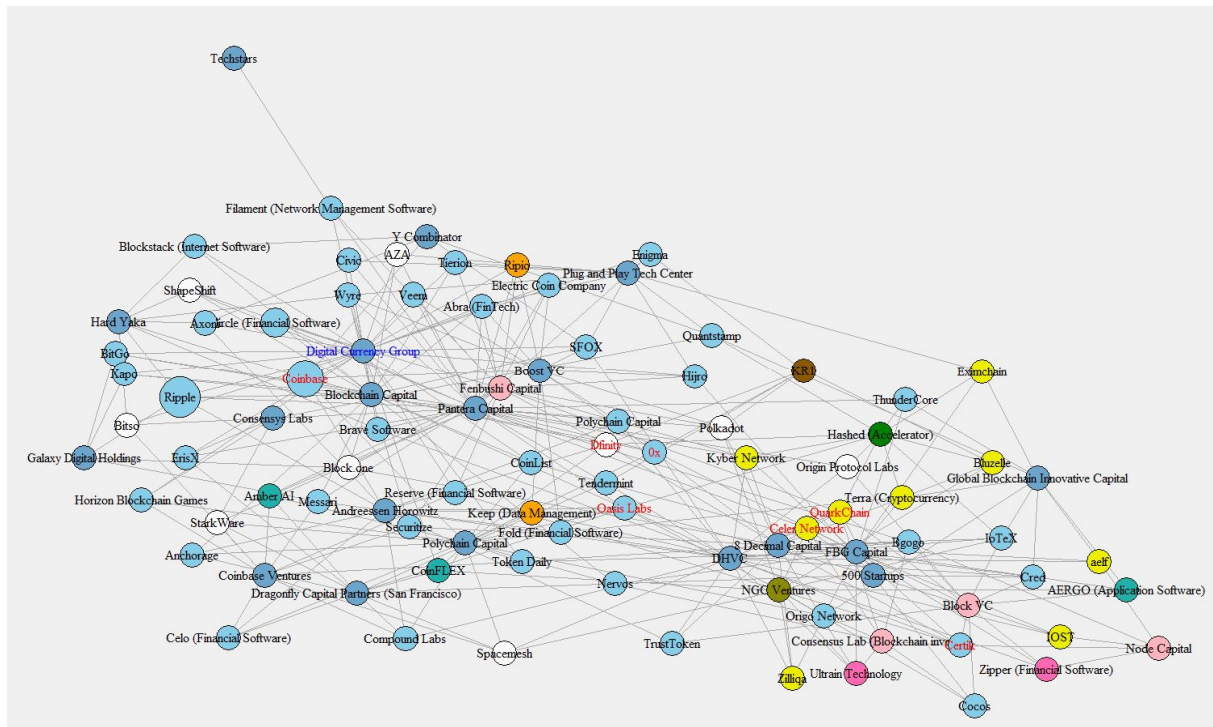 Techstars
Filament (Network Management Software)
Y Combinator
Blockstack (Internet Software)
AZA
Enigma
Civic
Tierion
Ripio
Plug and Play Tech Center
ShapeShift
Electric Coin Company
Wyre
Veem
Abra (FinTech)
Hard Yaka
Axoni
ircle (Financial Software)
Quantstamp
SFOX
Digital Currency Group
BitGo
Kapo
Coinbase
Boost VC
Hijro
KR1
Eximchain
Ripple
Blockchain Capital
Fenbushi Capital
ThunderCore
Pantera Capital
Consensys Labs
Bitso
Brave Software
Polychain Capital
Polkadot
Hashed (Accelerator)
Dfinity
0x
Galaxy Digital Holdings
ErisX
Block.one
CoinList
Kyber Network
Origin Protocol Labs
Bluzelle
Global Blockchain Innovative Capital
Tendermint
Horizon Blockchain Games
Amber AI
Messari
Reserve (Financial Software)
Terra (Cryptocurrency)
Andreessen Horowitz
Keep (Data Management)
Oasis Labs
QuarkChain
StarkWare
Securitize
Fold (Financial Software)
Celer Network
Anchorage
Polychain Capital
8 Decimal Capital
Bgogo
IoTeX
DHVC
FBG Capital
Token Daily
aelf
Coinbase Ventures
CoinFLEX
500 Startups
Cred
Dragonfly Capital Partners (San Francisco)
Nervos
NGC Ventures
AERGO (Application Software)
Block VC
Origo Network
Celo (Financial Software)
Compound Labs
TrustToken
Consensus Lab (Blockchain inve
Certik
IOST
Node Capital
Spacemesh
Zilliqa
Ultrain Technology
Zipper (Financial Software)
Cocos